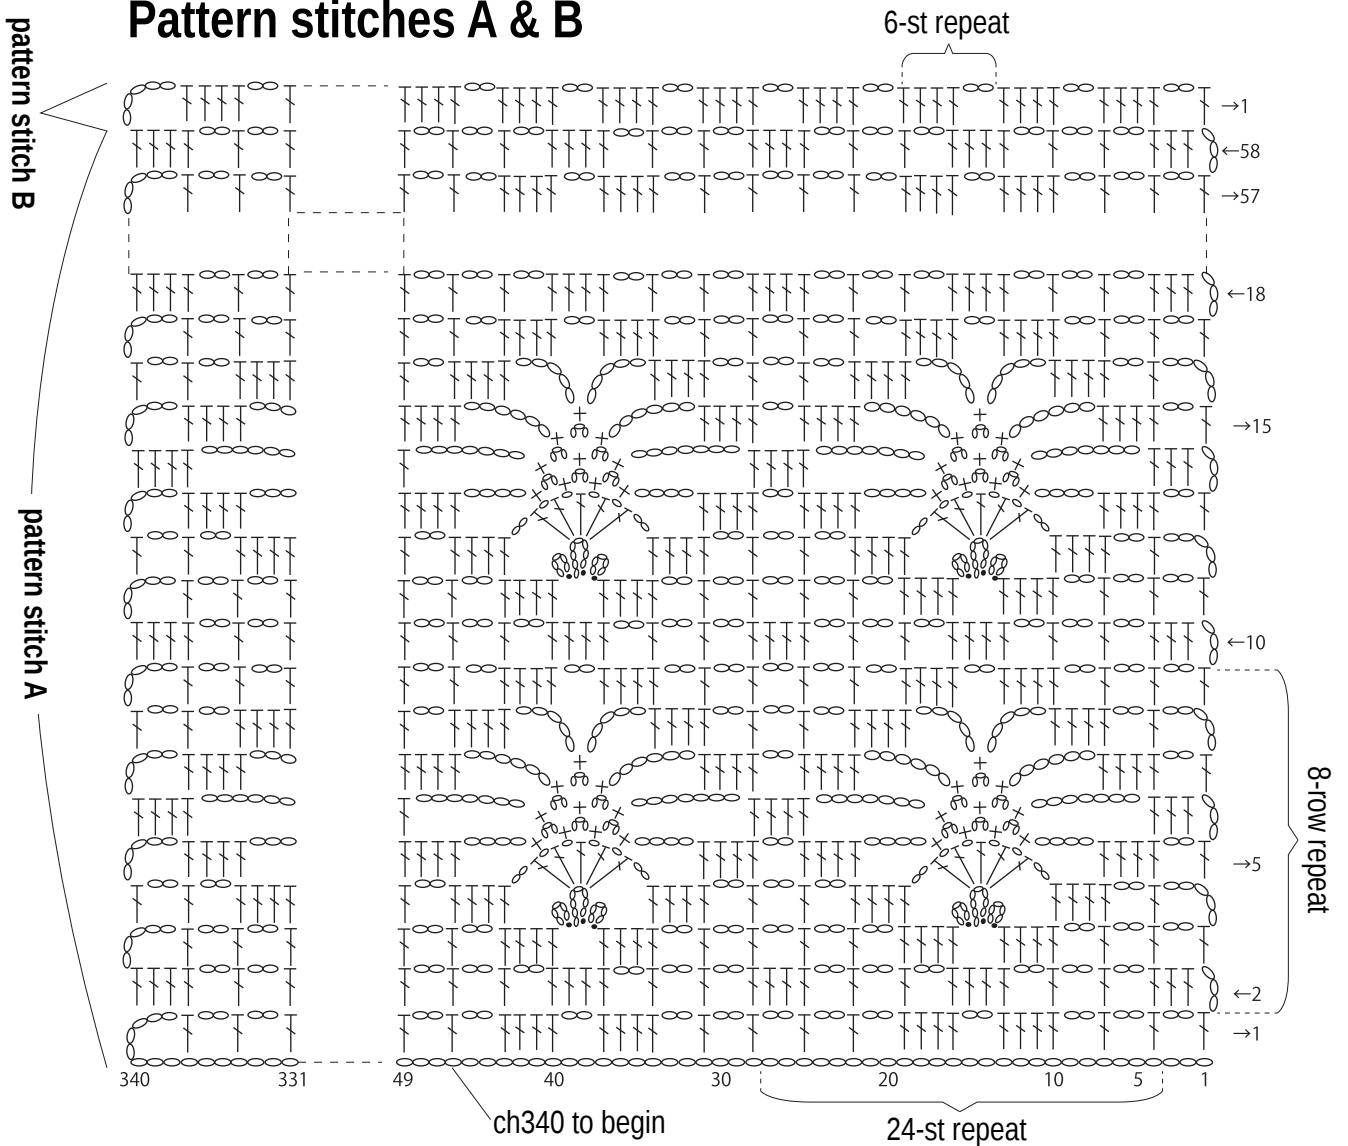 Pattern stitches A & B
6-st repeat
pattern stitch B
→1
←58
→57
←18
→15
pattern stitch A
←10
8-row repeat
→5
←2
→1
340 331 49 40 30 20 10 5 1
ch340 to begin
24-st repeat